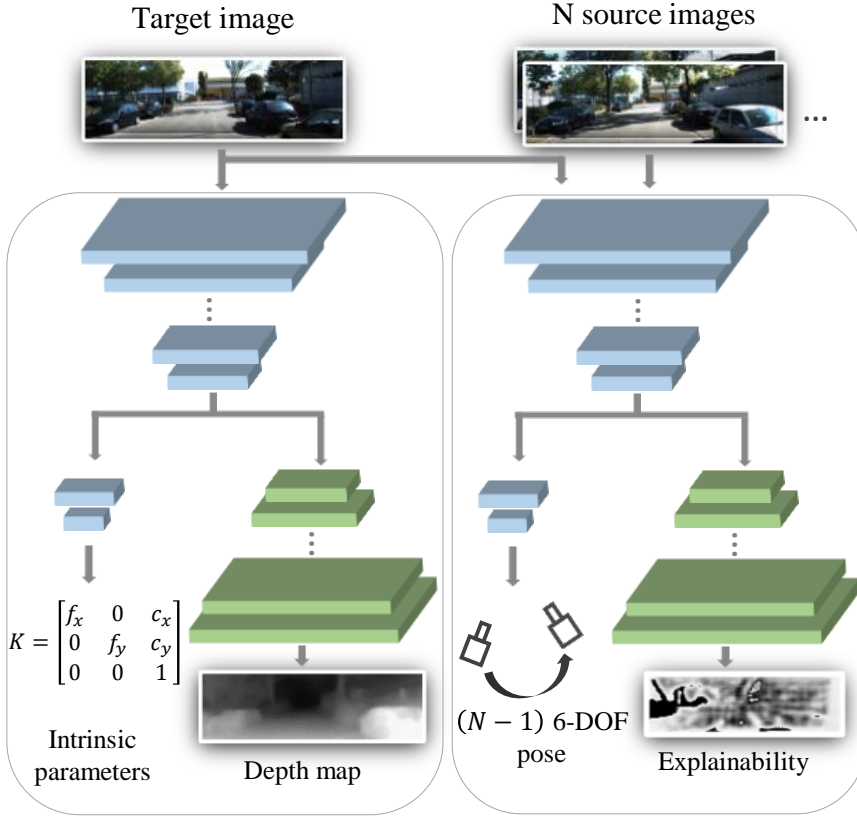 Target image
N source images
...
K = [f_x 0 c_x
0 f_y c_y
0 0 1]
Intrinsic
parameters
Depth map
(N − 1) 6-DOF
pose
Explainability